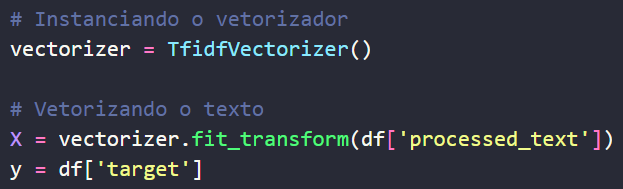 # Instanciando o vetorizador
vectorizer = TfidfVectorizer()
# Vetorizando o texto
X = vectorizer.fit_transform(df['processed_text'])
y = df['target']